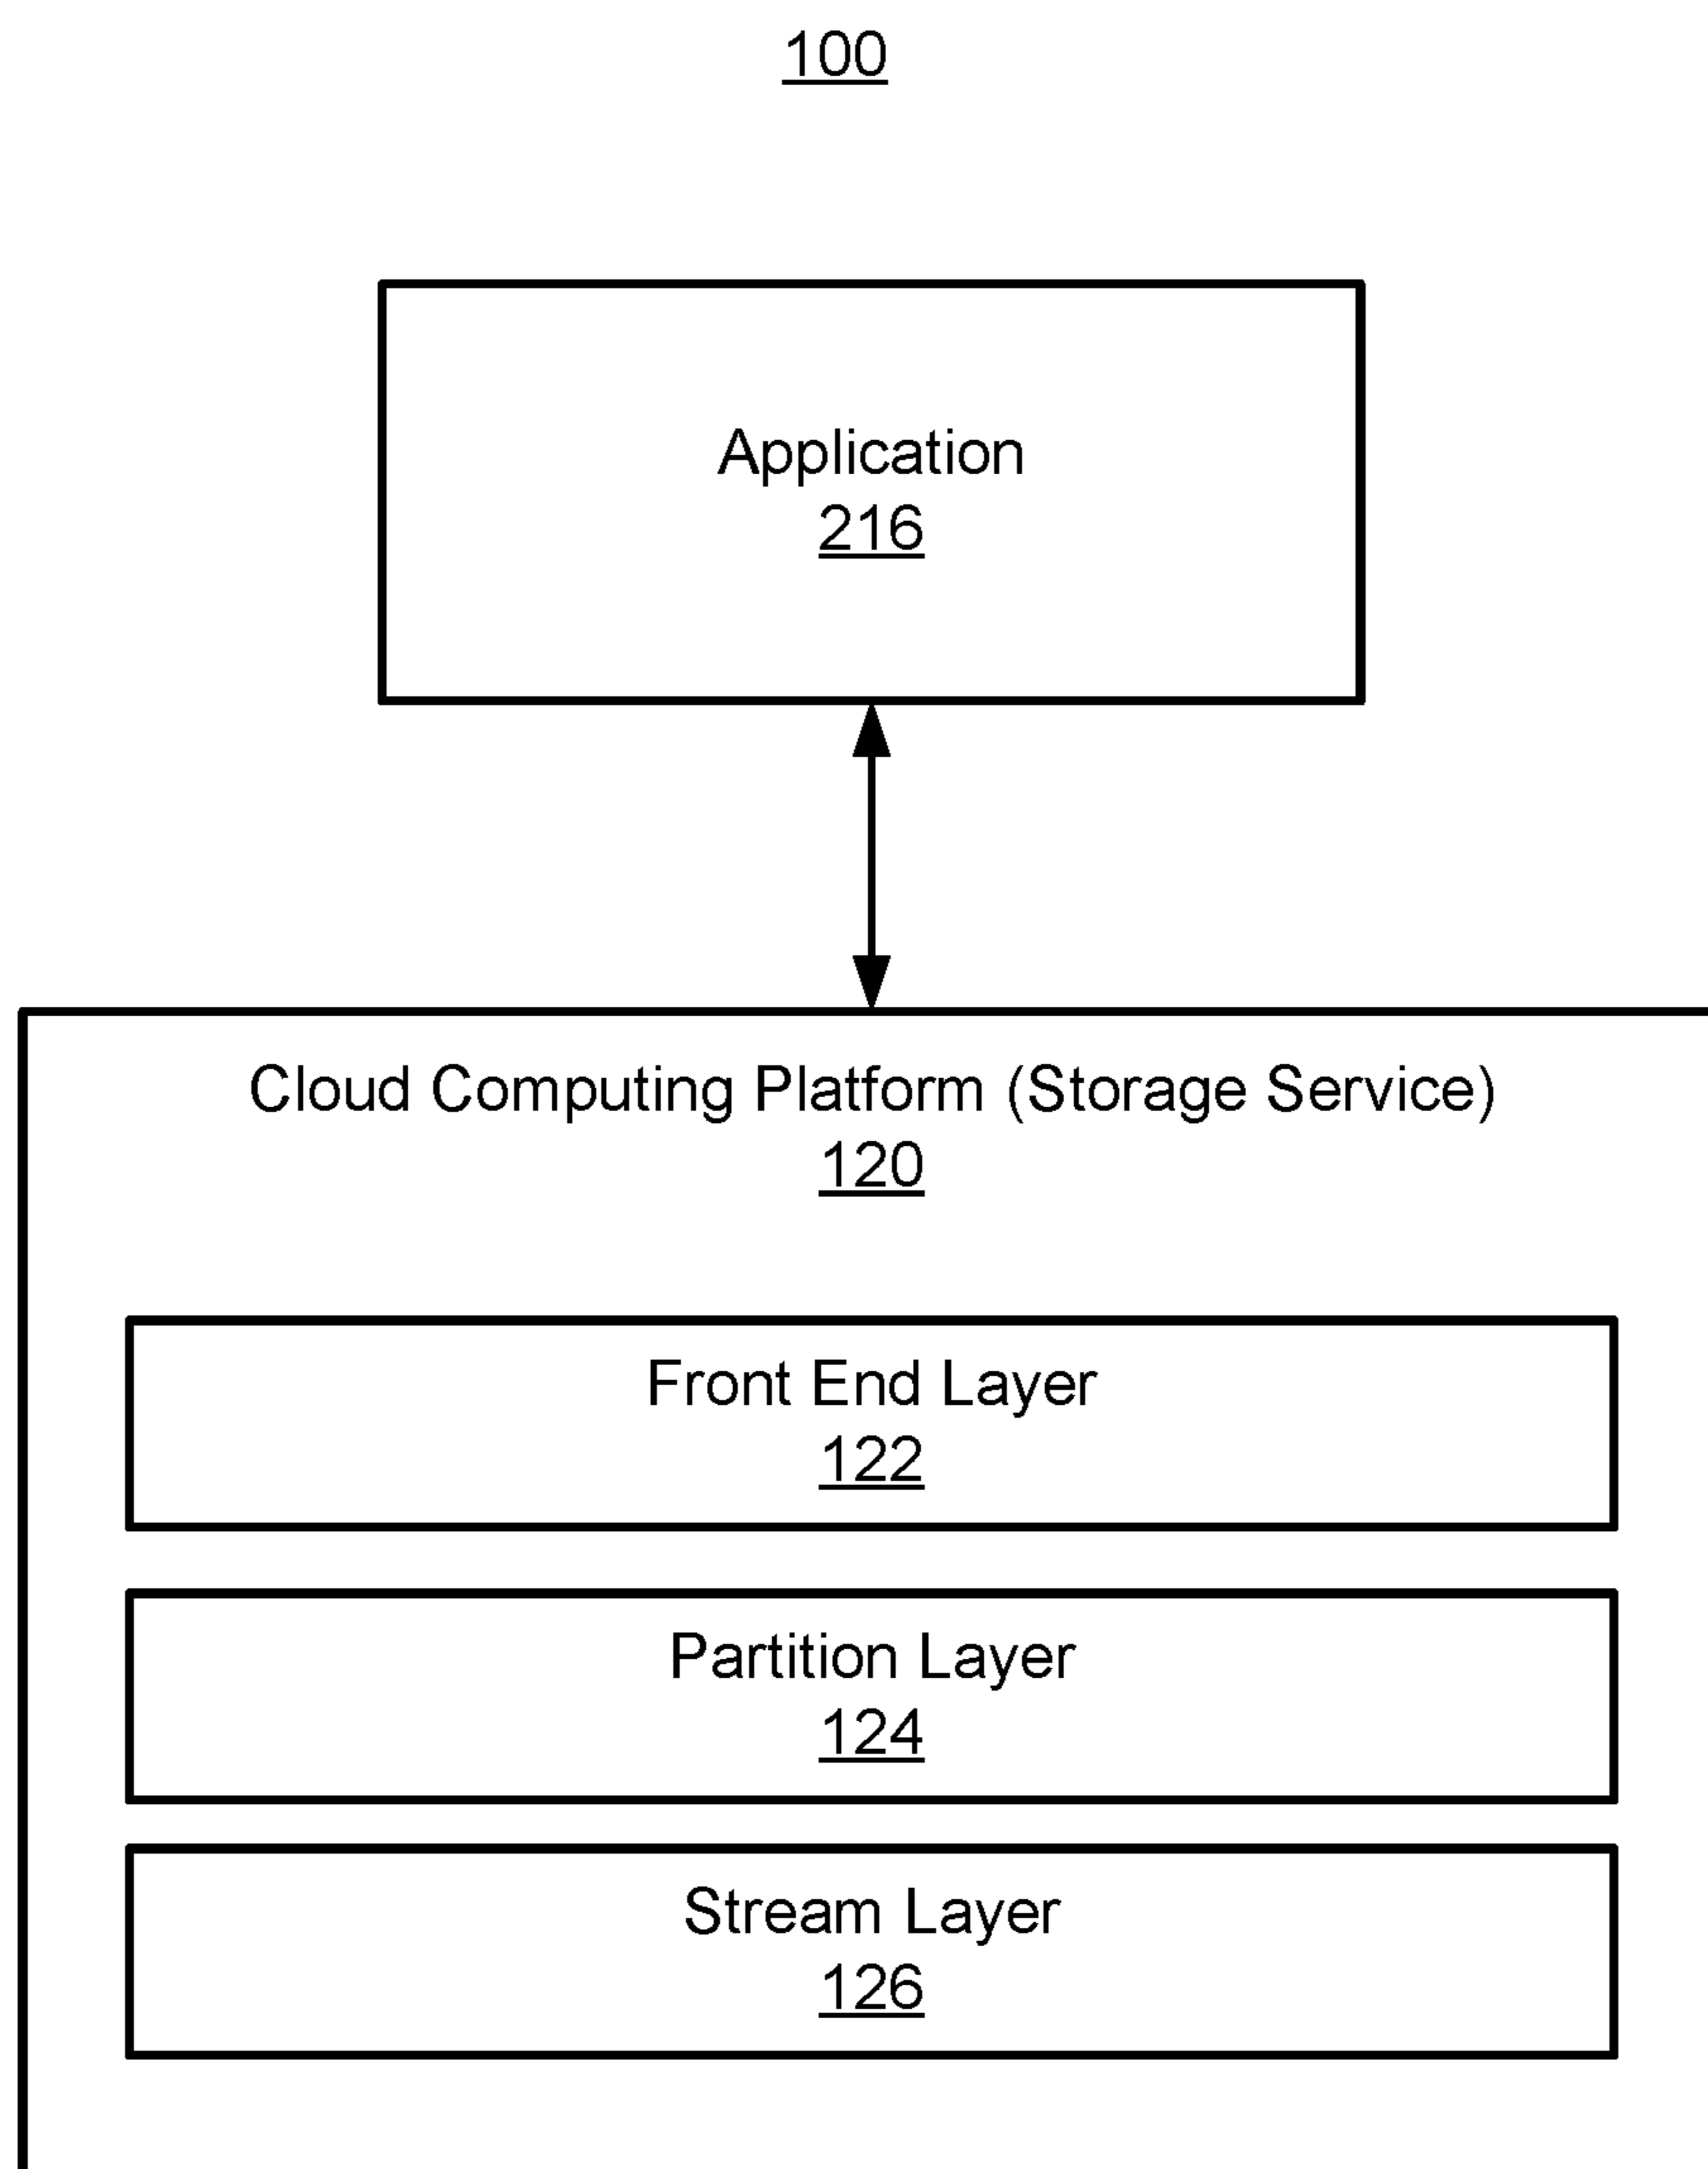 100
Application
216
Cloud Computing Platform (Storage Service)
120
Front End Layer
122
Partition Layer
124
Stream Layer
126